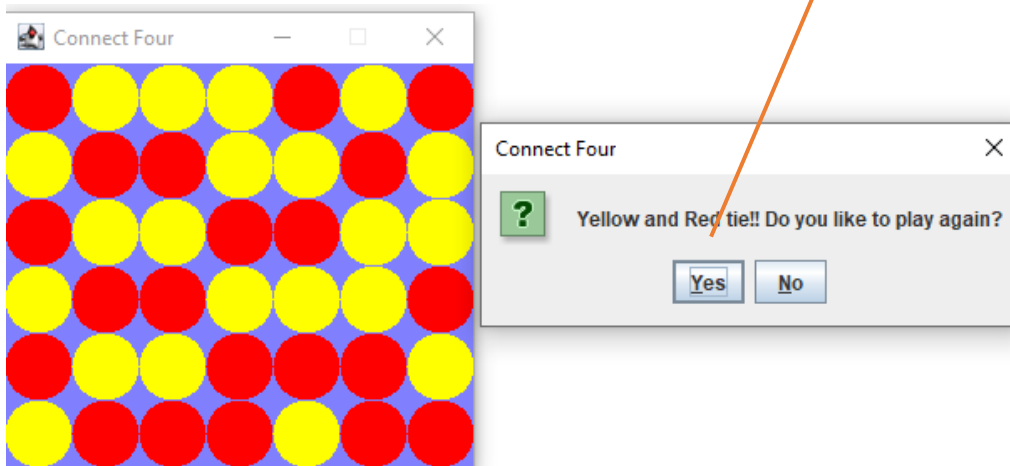 Connect Four
Connect Four
Yellow and Red tie!! Do you like to play again?
Yes
No